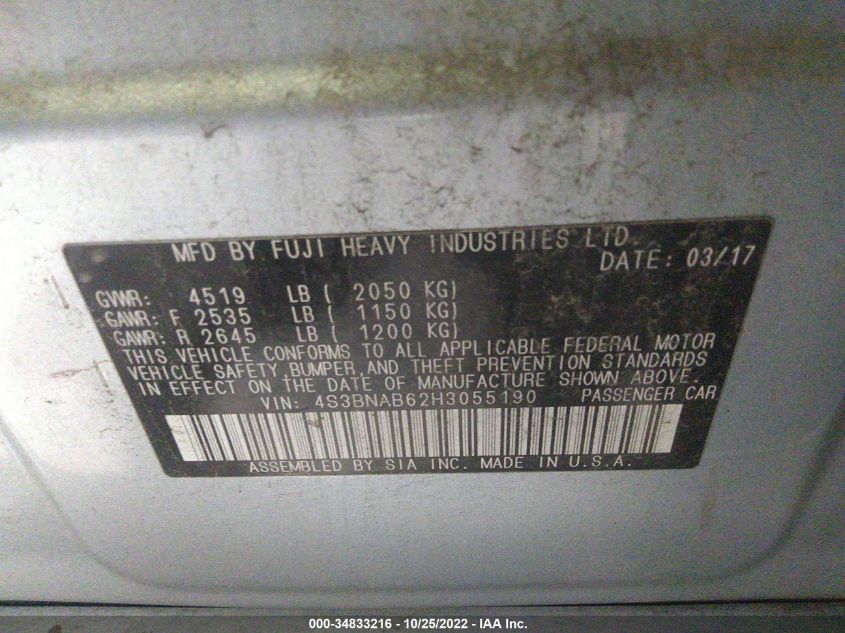 MFD BY FUJI HEAVY INDUSTRIES LTD.
DATE: 03/17
GVWR: 4519 LB ( 2050 KG)
GAWR: F 2535 LB ( 1150 KG)
GAWR: R 2645 LB ( 1200 KG)
THIS VEHICLE CONFORMS TO ALL APPLICABLE FEDERAL MOTOR
VEHICLE SAFETY, BUMPER, AND THEFT PREVENTION STANDARDS
IN EFFECT ON THE DATE OF MANUFACTURE SHOWN ABOVE.
VIN: 4S3BNAB62H3055190 PASSENGER CAR
ASSEMBLED BY SIA INC. MADE IN U.S.A.
000-34833216 - 10/25/2022 - IAA Inc.